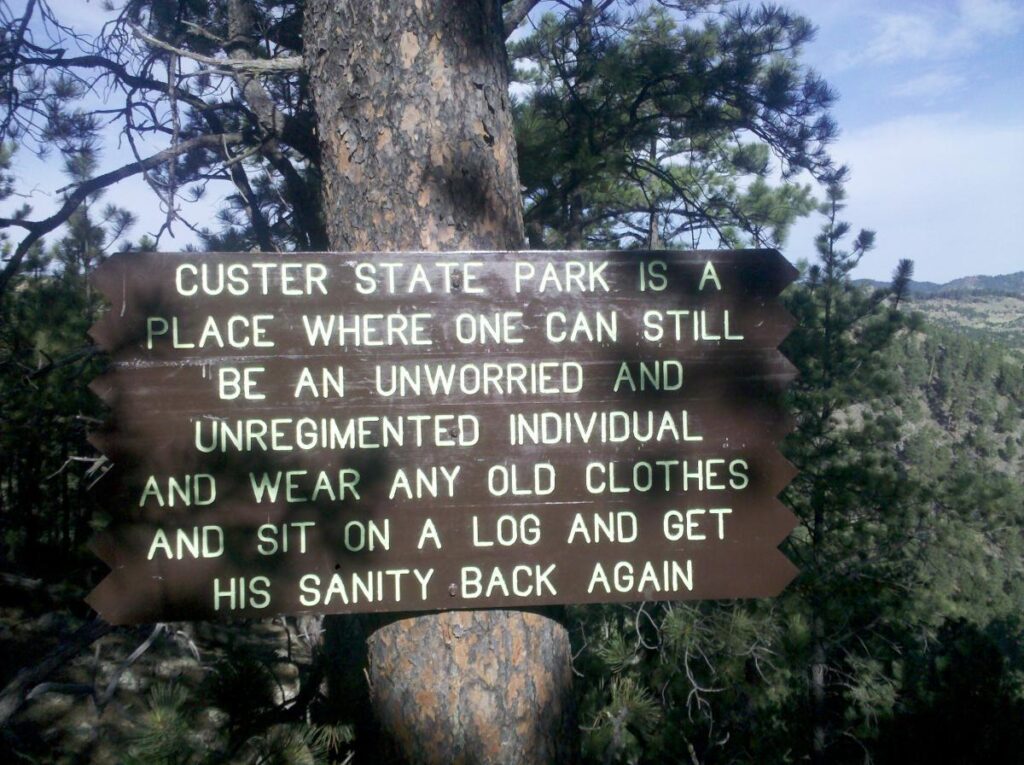 CUSTER STATE PARK IS A
PLACE WHERE ONE CAN STILL
BE AN UNWORRIED AND
UNREGIMENTED INDIVIDUAL
AND WEAR ANY OLD CLOTHES
AND SIT ON A LOG AND GET
HIS SANITY BACK AGAIN